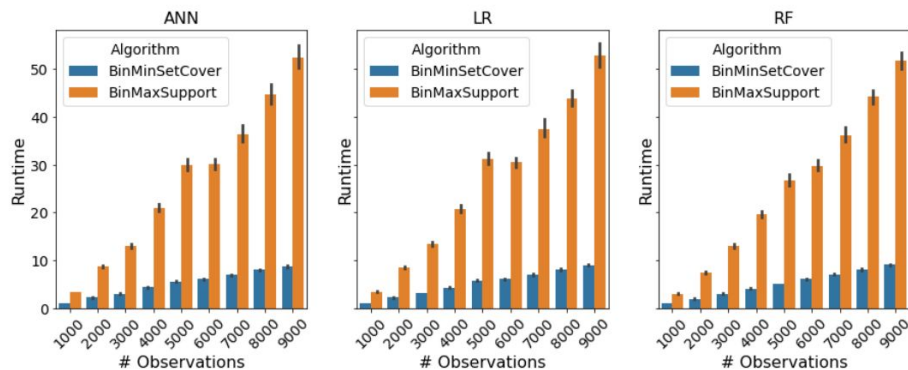 ANN
LR
RF
Runtime
50
40
30
20
10
0
Algorithm
BinMinSetCover
BinMaxSupport
1000
2000
3000
4000
5000
6000
7000
8000
9000
# Observations
Runtime
Algorithm
BinMinSetCover
BinMaxSupport
1000
2000
3000
4000
5000
6000
7000
8000
9000
# Observations
Runtime
Algorithm
BinMinSetCover
BinMaxSupport
1000
2000
3000
4000
5000
6000
7000
8000
9000
# Observations